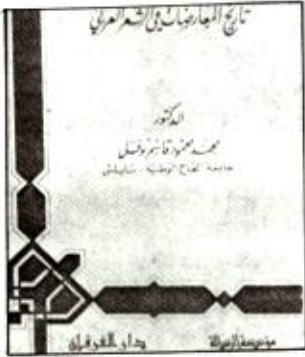 تاريخ المعارضات في الشعر العربي
الدكتور
محمد محمود قاسم نوفل
جامعة النجاح الوطنية - نابلس
مؤسسة الرسالة
دار الفرقان